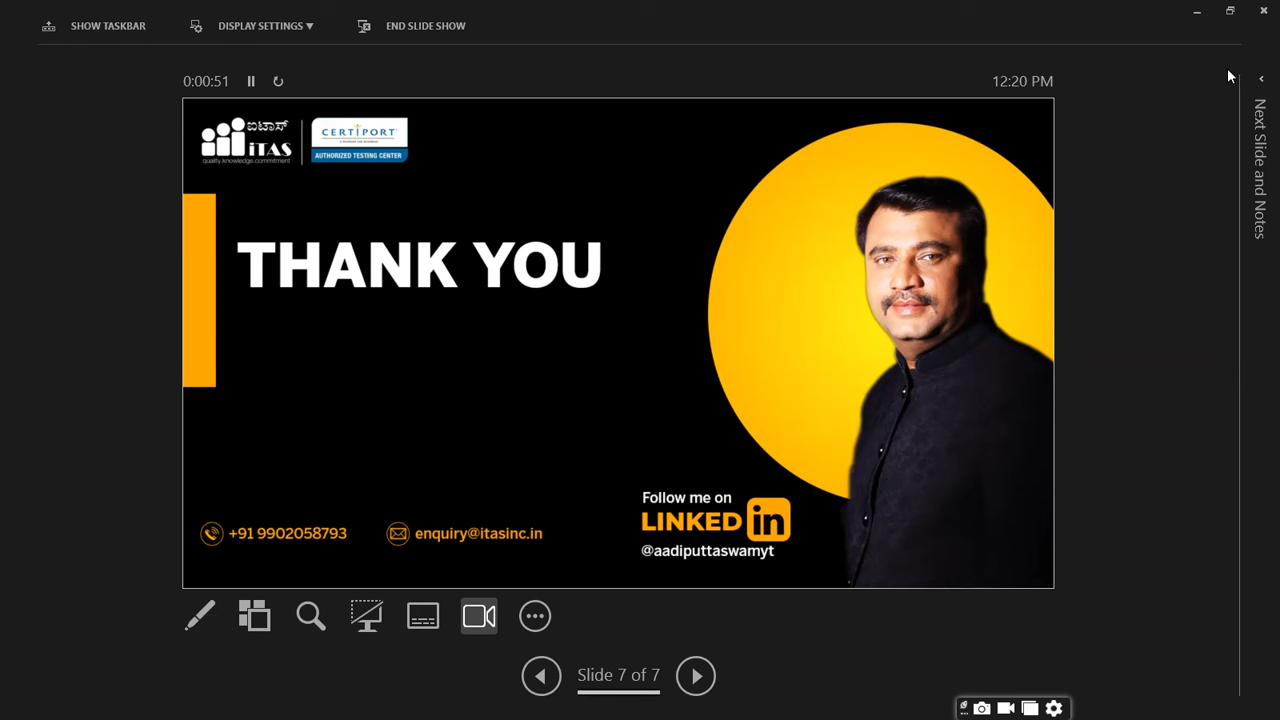 SHOW TASKBAR
DISPLAY SETTINGS ▼
END SLIDE SHOW
0:00:51
12:20 PM
Next Slide and Notes
ಐಟಾಸ್
iTAS
quality.knowledge.commitment
CERTIPORT
AUTHORIZED TESTING CENTER
THANK YOU
+91 9902058793
enquiry@itasinc.in
Follow me on
LINKED in
@aadiputtaswamyt
Slide 7 of 7